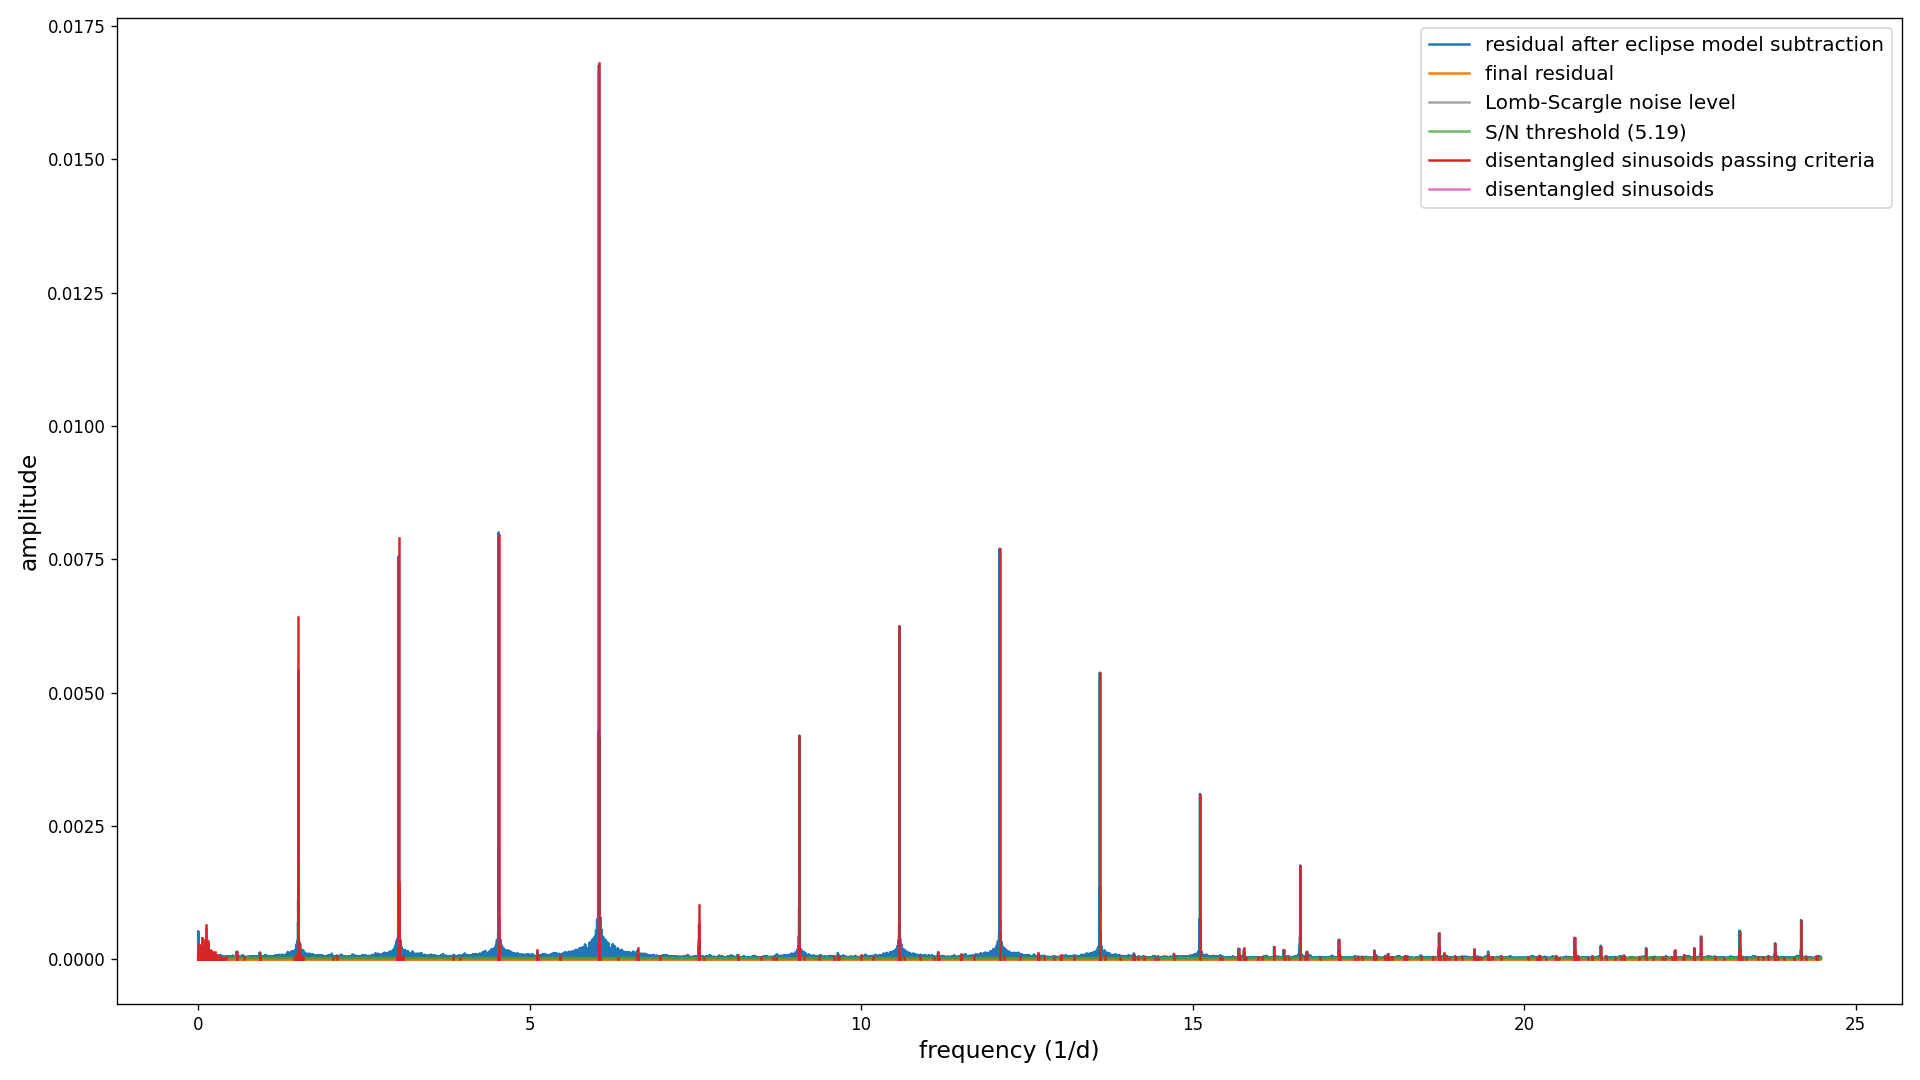 0.0175
0.0150
0.0125
0.0100
0.0075
0.0050
0.0025
0.0000
amplitude
residual after eclipse model subtraction
final residual
Lomb-Scargle noise level
S/N threshold (5.19)
disentangled sinusoids passing criteria
disentangled sinusoids
0 5 10 15 20 25
frequency (1/d)